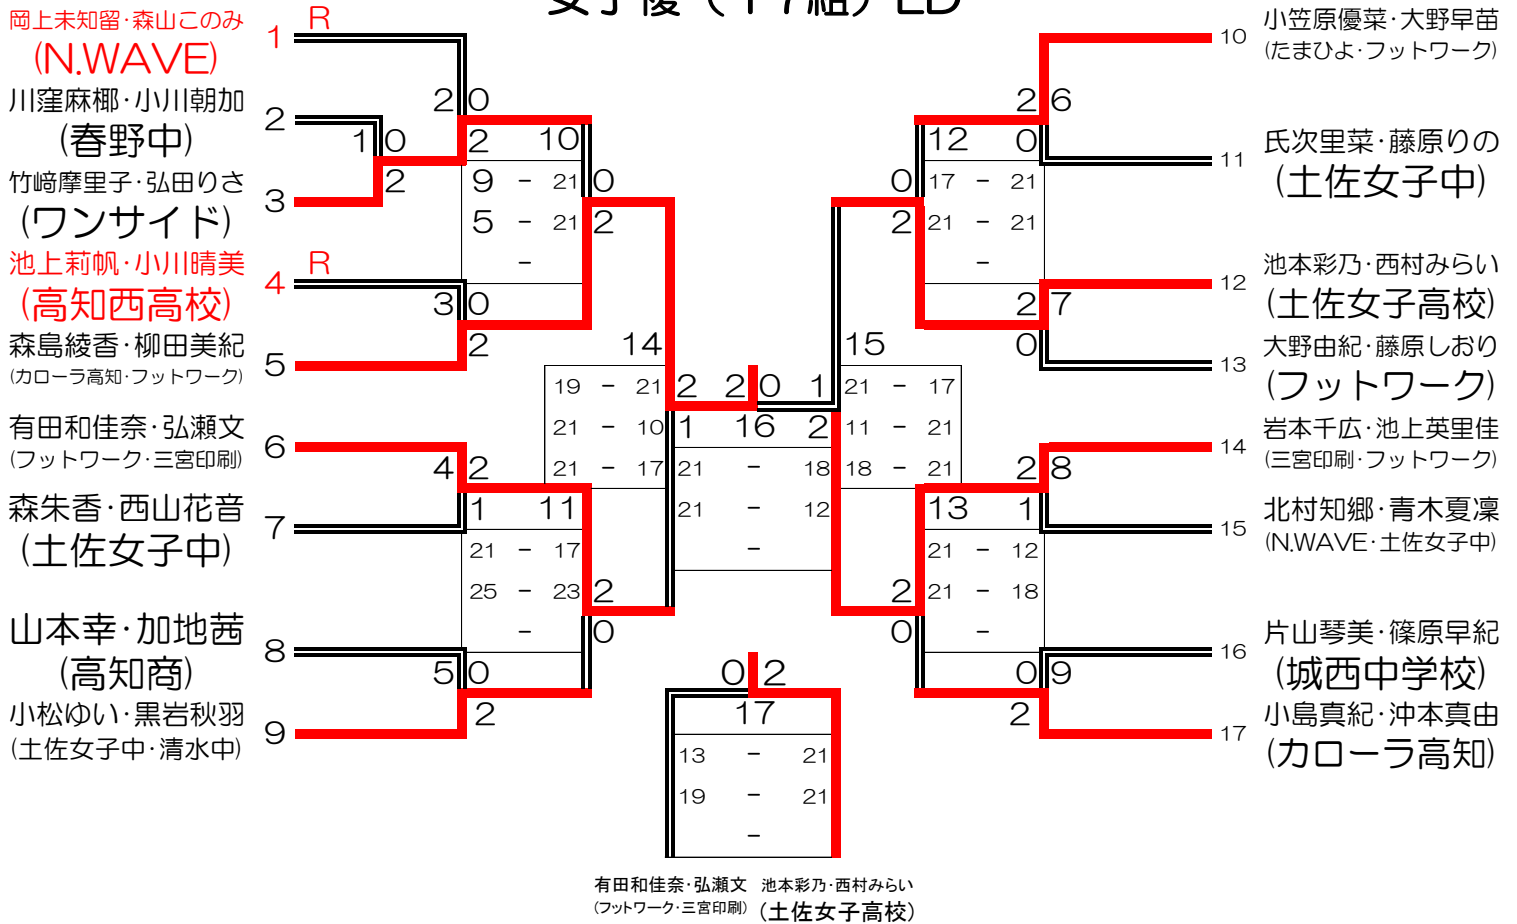 女子複（17組）LD
岡上未知留・森山このみ
(N.WAVE)
1
R
川窪麻椰・小川朝加
(春野中)
2
竹﨑摩里子・弘田りさ
(ワンサイド)
3
池上莉帆・小川晴美
(高知西高校)
4
R
森島綾香・柳田美紀
(カローラ高知・フットワーク)
5
有田和佳奈・弘瀬文
(フットワーク・三宮印刷)
6
森朱香・西山花音
(土佐女子中)
7
山本幸・加地茜
(高知商)
8
小松ゆい・黒岩秋羽
(土佐女子中・清水中)
9
1 0
2
2 0
2 10
9 - 21
5 - 21
-
3 0
2
0
2
4 2
1 11
21 - 17
25 - 23
-
5 0
2
2
0
14
19 - 21
21 - 10
21 - 17
2
1
2 0
16
21 - 18
21 - 12
-
1
2
15
21 - 17
11 - 21
18 - 21
0 2
17
13 - 21
19 - 21
-
有田和佳奈・弘瀬文
(フットワーク・三宮印刷)
池本彩乃・西村みらい
(土佐女子高校)
2 6
12 0
17 - 21
21 - 21
-
0
2
2 7
0
2 8
13 1
21 - 12
21 - 18
-
2
0
0 9
2
10
小笠原優菜・大野早苗
(たまひよ・フットワーク)
11
氏次里菜・藤原りの
(土佐女子中)
12
池本彩乃・西村みらい
(土佐女子高校)
13
大野由紀・藤原しおり
(フットワーク)
14
岩本千広・池上英里佳
(三宮印刷・フットワーク)
15
北村知郷・青木夏凜
(N.WAVE・土佐女子中)
16
片山琴美・篠原早紀
(城西中学校)
17
小島真紀・沖本真由
(カローラ高知)